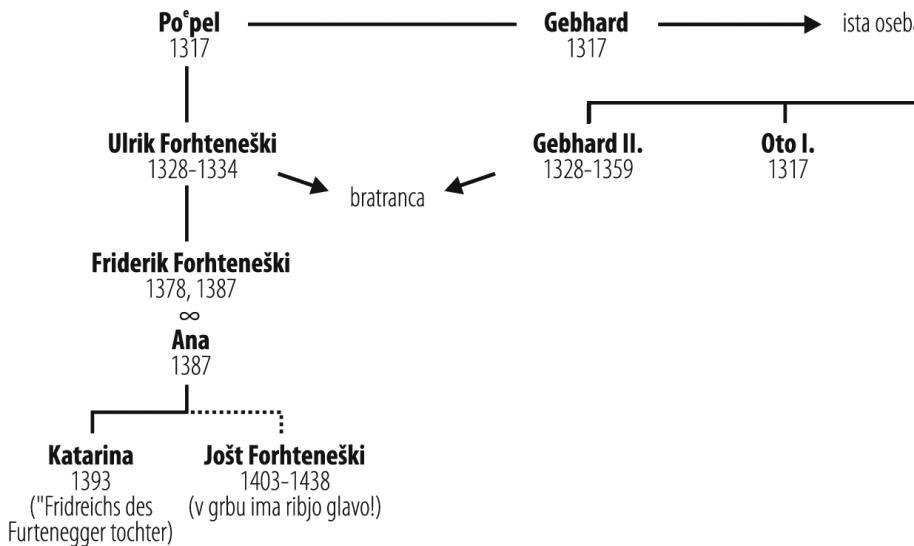 Poͤpel
1317
Gebhard
1317
ista oseba
Ulrik Forhteneški
1328-1334
Gebhard II.
1328-1359
Oto I.
1317
bratranca
Friderik Forhteneški
1378, 1387
∞
Ana
1387
Katarina
1393
("Fridreichs des
Furtenegger tochter)
Jošt Forhteneški
1403-1438
(v grbu ima ribjo glavo!)